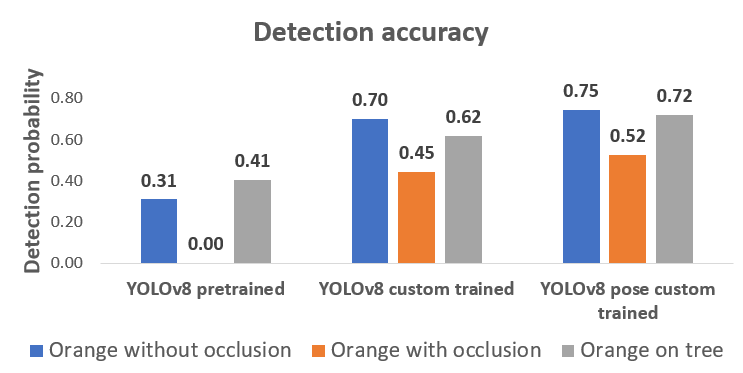 Detection accuracy
Detection probability
0.80
0.60
0.40
0.20
0.00
0.31
0.00
0.41
0.70
0.45
0.62
0.75
0.52
0.72
YOLOv8 pretrained
YOLOv8 custom trained
YOLOv8 pose custom
trained
Orange without occlusion
Orange with occlusion
Orange on tree